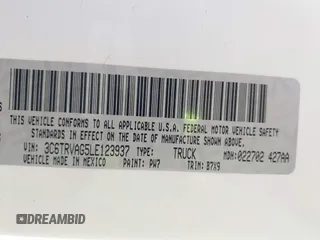 THIS VEHICLE CONFORMS TO ALL APPLICABLE U.S.A. FEDERAL MOTOR VEHICLE SAFETY
STANDARDS IN EFFECT ON THE DATE OF MANUFACTURE SHOWN ABOVE
VIN: 3C6TRVAG5LE123937 TYPE: TRUCK MDH: 022702 427AA
VEHICLE MADE IN MEXICO PAINT: PW7 TRIM: B7X9
DREAMBID